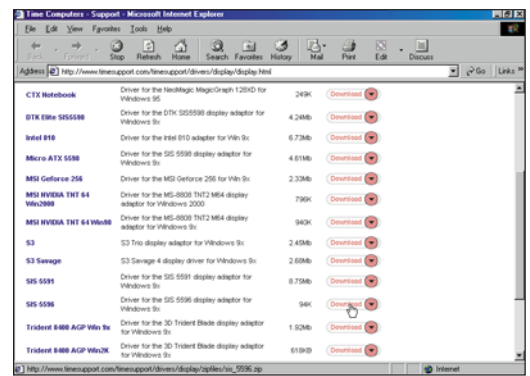 Time Computers - Support - Microsoft Internet Explorer
File Edit View Favorites Tools Help
Back Forward Stop Refresh Home Search Favorites History Mail Print Edit Discuss
Address http://www.timesupport.com/timesupport/drivers/display/display.html Go Links »
CTX Notebook Driver for the NeoMagic MagicGraph 128XD for 249K Download
Windows 95
DTK Elite SIS5598 Driver for the DTK SIS5598 display adaptor for 4.24Mb Download
Windows 9x
Intel 810 Driver for the Intel 810 adapter for Win 9x 6.73Mb Download
Micro ATX 5598 Driver for the SIS 5598 display adaptor for 4.61Mb Download
Windows 9x
MSI Geforce 256 Driver for the MSI Geforce 256 for Win 9x 2.33Mb Download
MSI NVIDIA TNT 64 Driver for the MS-8808 TNT2 M64 display 796K Download
Win2000 adaptor for Windows 2000
MSI NVIDIA TNT 64 Win98 Driver for the MS-8808 TNT2 M64 display 940K Download
adaptor for Windows 9x
S3 S3 Trio display adaptor for Windows 9x 2.45Mb Download
S3 Savage S3 Savage 4 display driver for Windows 9x 2.68Mb Download
SIS 5591 Driver for the SIS 5591 display adaptor for 8.75Mb Download
Windows 9x
SIS 5596 Driver for the SIS 5596 display adaptor for 94K Download
Windows 9x
Trident 8400 AGP Win 9x Driver for the 3D Trident Blade display adaptor 1.92Mb Download
for Windows 9x
Trident 8400 AGP Win2K Driver for the 3D Trident Blade display adaptor 618KB Download
for Windows 9x
http://www.timesupport.com/timesupport/drivers/display/zipfiles/sis_5596.zip Internet